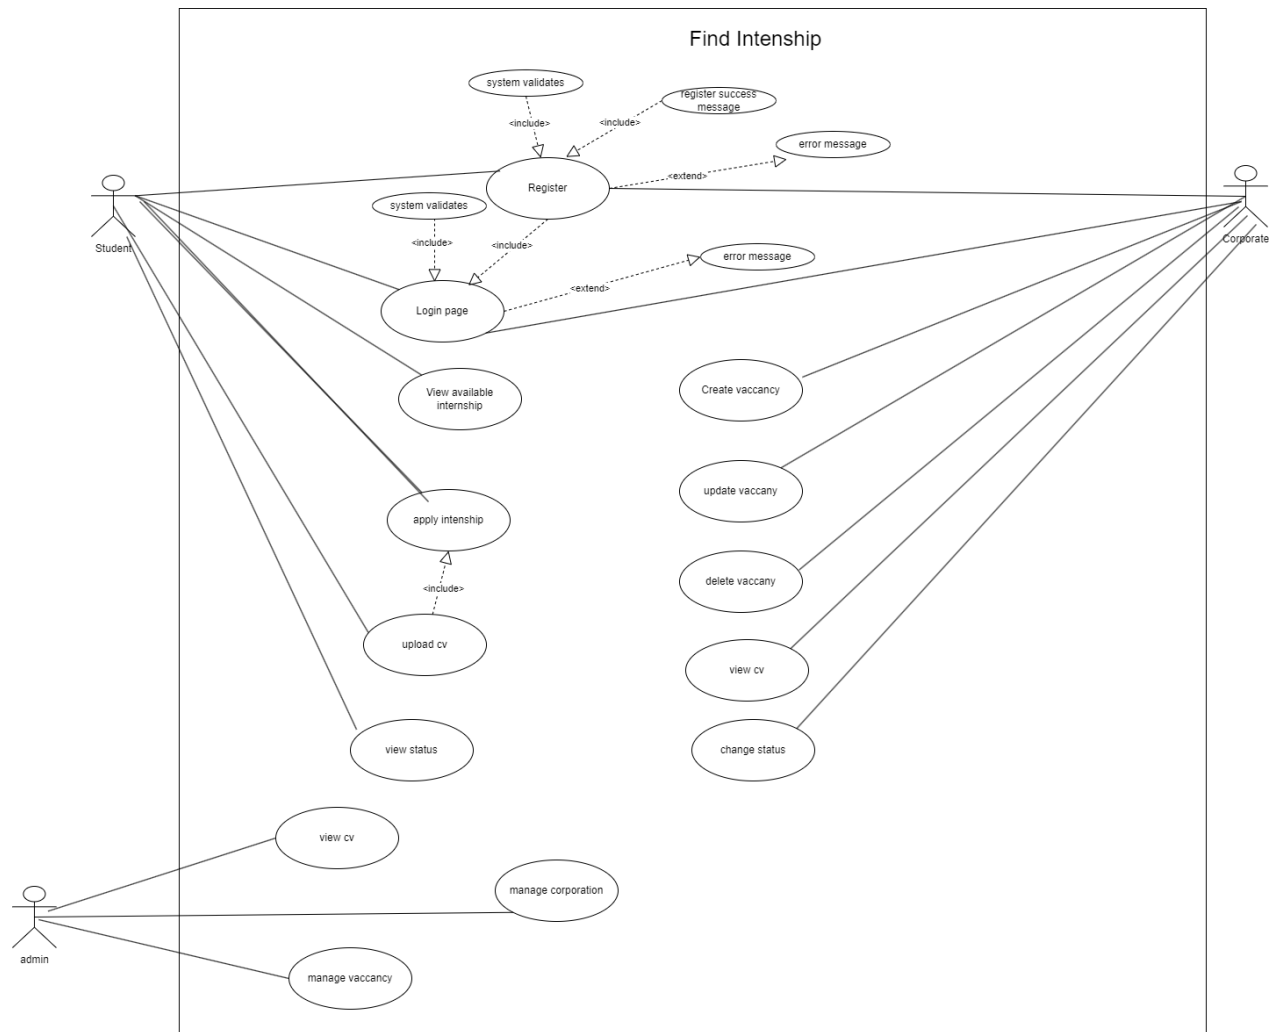 Find Intenship
system validates
register success
message
<include>
<include>
error message
<extend>
Register
system validates
Student
Corporate
<include>
<include>
error message
<extend>
Login page
View available
internship
Create vaccancy
update vaccany
apply intenship
delete vaccany
<include>
upload cv
view cv
view status
change status
view cv
manage corporation
admin
manage vaccancy